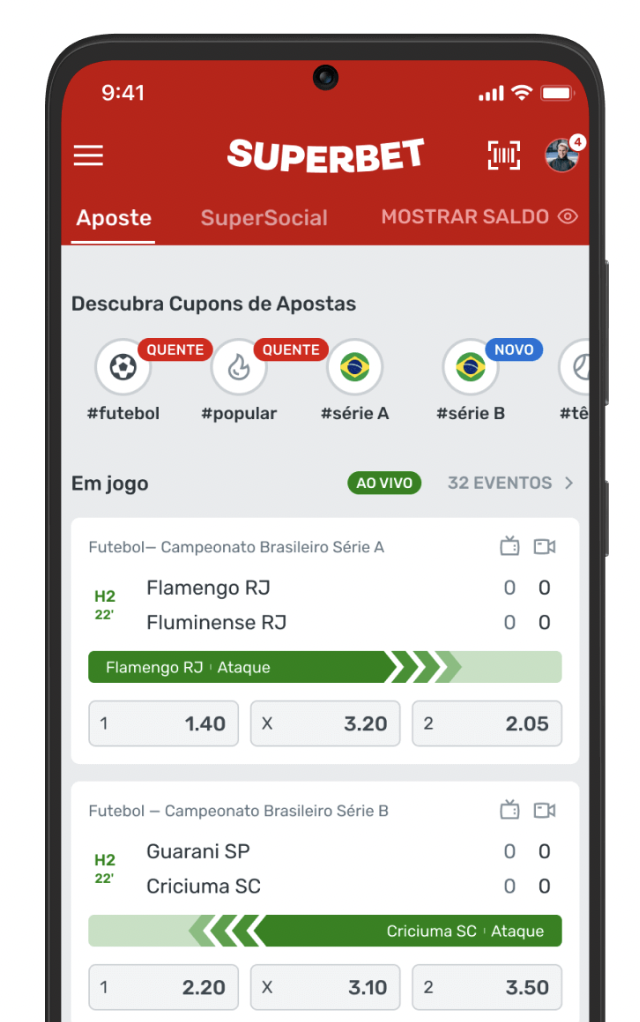 9:41
SUPERBET
4
Aposte SuperSocial MOSTRAR SALDO
Descubra Cupons de Apostas
QUENTE QUENTE NOVO
#futebol #popular #série A #série B #tê
Em jogo AO VIVO 32 EVENTOS
Futebol– Campeonato Brasileiro Série A
H2
22'
Flamengo RJ 0 0
Fluminense RJ 0 0
Flamengo RJ Ataque
1 1.40 X 3.20 2 2.05
Futebol – Campeonato Brasileiro Série B
H2
22'
Guarani SP 0 0
Criciuma SC 0 0
Criciuma SC Ataque
1 2.20 X 3.10 2 3.50